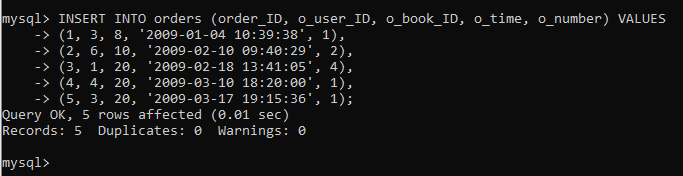 mysql> INSERT INTO orders (order_ID, o_user_ID, o_book_ID, o_time, o_number) VALUES
    -> (1, 3, 8, '2009-01-04 10:39:38', 1),
    -> (2, 6, 10, '2009-02-10 09:40:29', 2),
    -> (3, 1, 20, '2009-02-18 13:41:05', 4),
    -> (4, 4, 20, '2009-03-10 18:20:00', 1),
    -> (5, 3, 20, '2009-03-17 19:15:36', 1);
Query OK, 5 rows affected (0.01 sec)
Records: 5  Duplicates: 0  Warnings: 0
mysql>